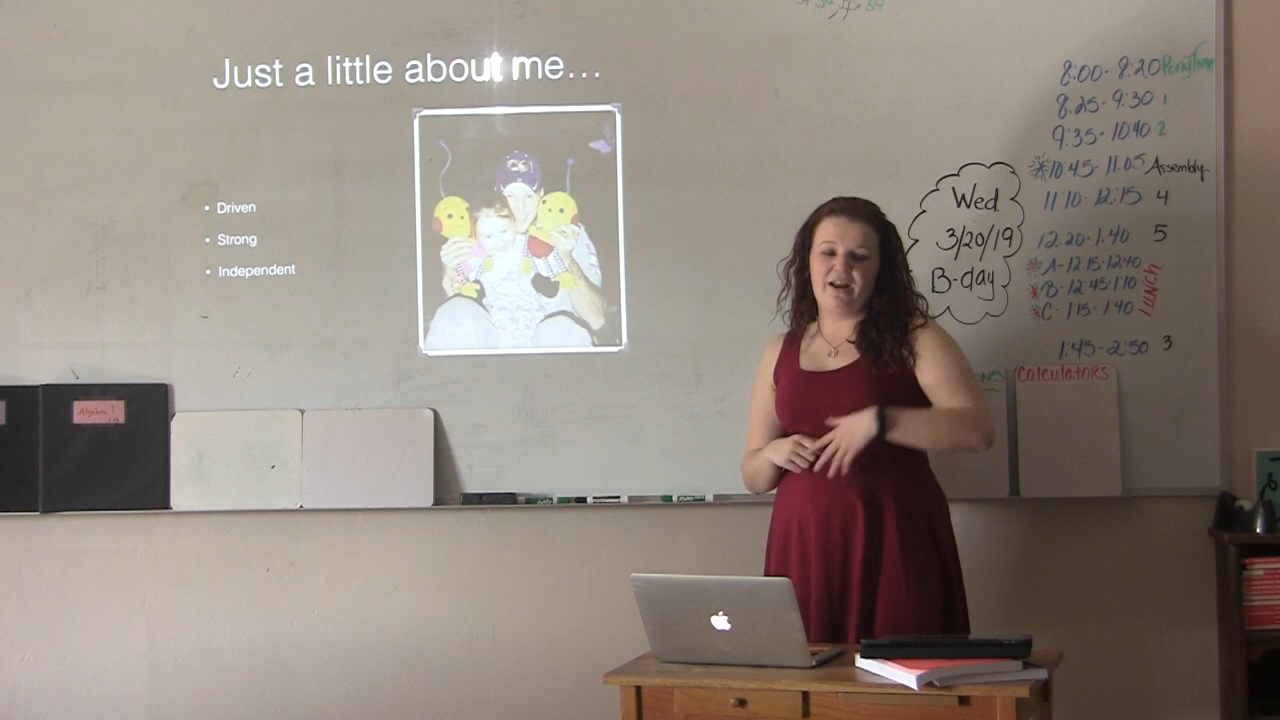 Just a little about me...
• Driven
• Strong
• Independent
8:00-8:20 PonyTime
8:25-9:30 1
9:35-10:40 2
10:45-11:05 Assembly
11:10-12:15 4
12:20-1:40 5
A-12:15-12:40
B-12:45-1:10
C-1:15-1:40
LUNCH
1:45-2:50 3
Wed
3/20/19
B-day
Algebra 1
Calculators